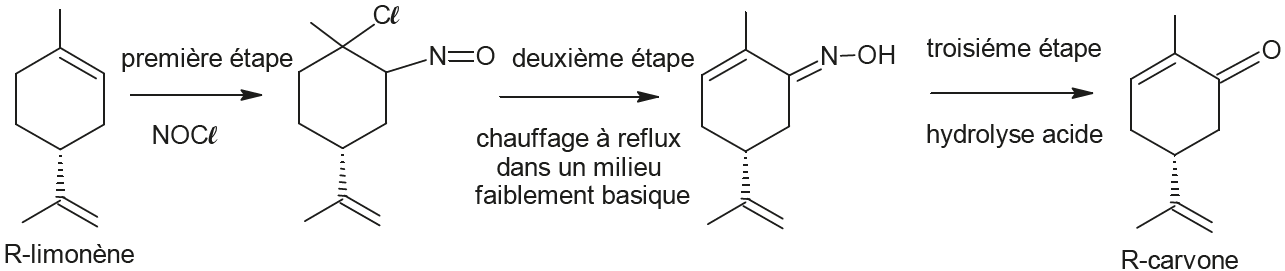 Cℓ
première étape
NOCℓ
N=O
deuxième étape
chauffage à reflux
dans un milieu
faiblement basique
N-OH
troisiéme étape
hydrolyse acide
O
R-limonène
R-carvone